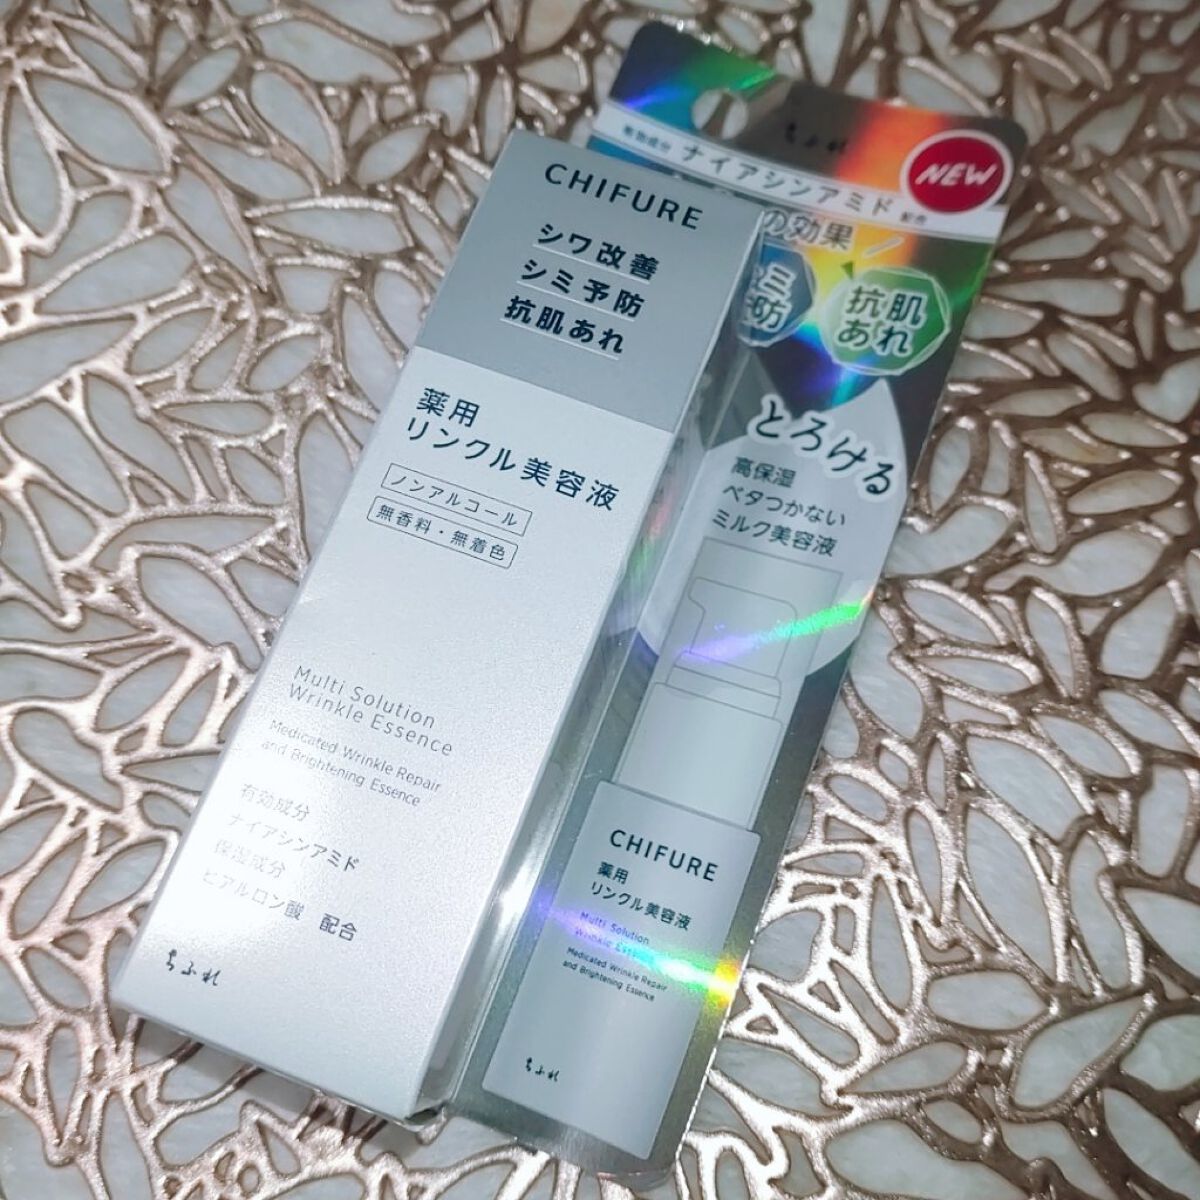 CHIFURE
シワ改善
シミ予防
抗肌あれ
薬用
リンクル美容液
ノンアルコール
無香料・無着色
Multi Solution
Wrinkle Essence
Medicated Wrinkle Repair
and Brightening Essence
有効成分
ナイアシンアミド
保湿成分
ヒアルロン酸 配合
ちふれ
ちふれ
NEW
有効成分 ナイアシンアミド 配合
の効果
ミ
防
抗肌
あれ
とろける
高保湿
ベタつかない
ミルク美容液
CHIFURE
薬用
リンクル美容液
Multi Solution
Wrinkle Essence
Medicated Wrinkle Repair
and Brightening Essence
ちふれ